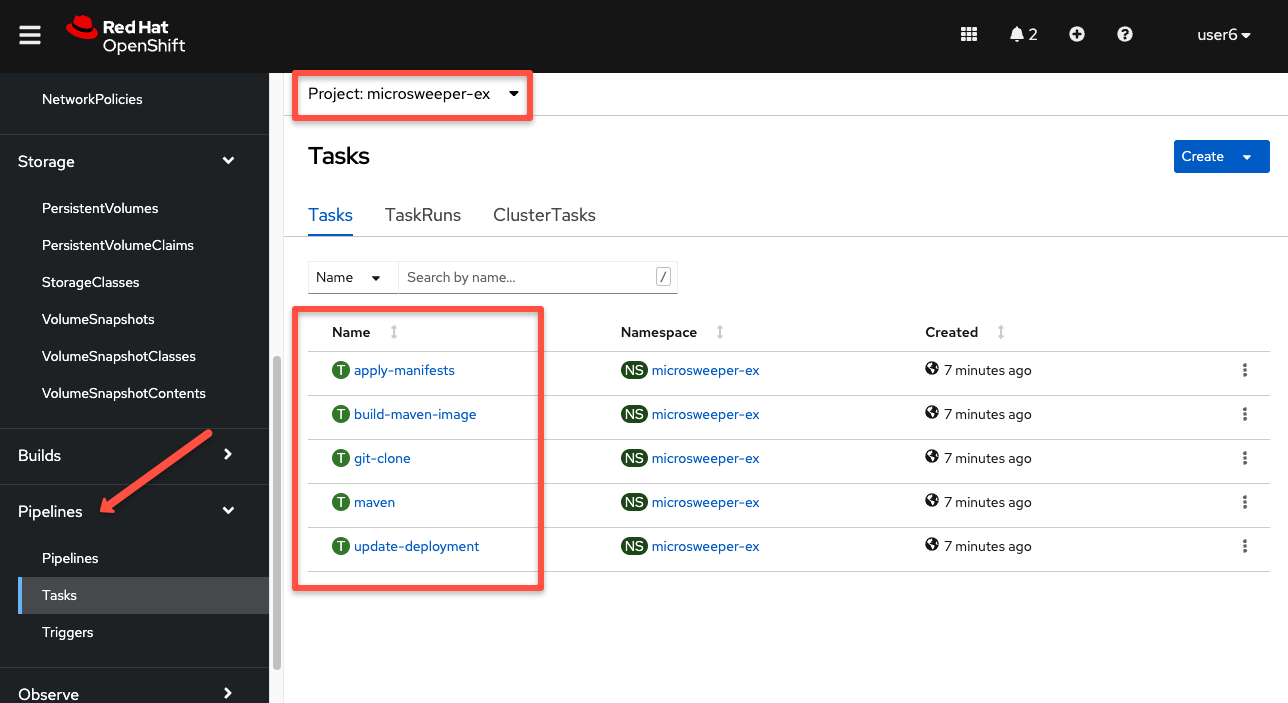 Red Hat
OpenShift
2
user6
NetworkPolicies
Storage
PersistentVolumes
PersistentVolumeClaims
StorageClasses
VolumeSnapshots
VolumeSnapshotClasses
VolumeSnapshotContents
Builds
Pipelines
Pipelines
Tasks
Triggers
Observe
Project: microsweeper-ex
Tasks
Create
Tasks TaskRuns ClusterTasks
Name Search by name... /
Name Namespace Created
T apply-manifests NS microsweeper-ex 7 minutes ago
T build-maven-image NS microsweeper-ex 7 minutes ago
T git-clone NS microsweeper-ex 7 minutes ago
T maven NS microsweeper-ex 7 minutes ago
T update-deployment NS microsweeper-ex 7 minutes ago